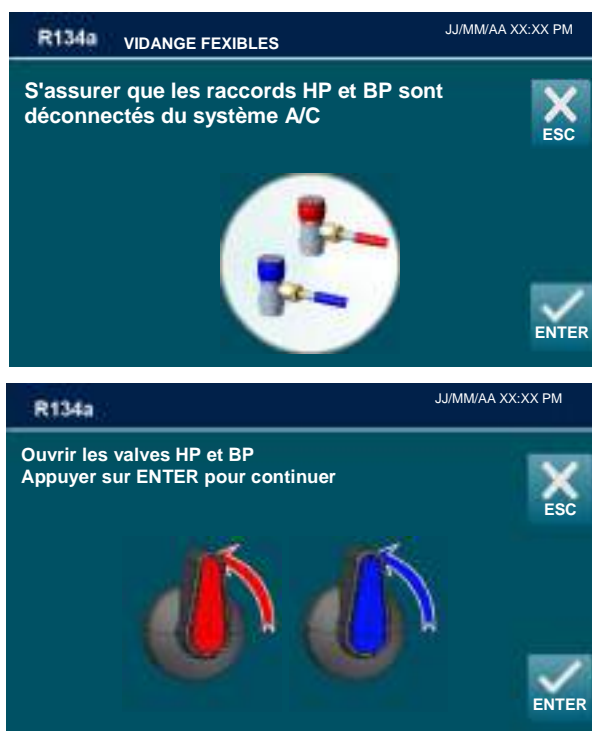 R134a VIDANGE FEXIBLES JJ/MM/AA XX:XX PM
S'assurer que les raccords HP et BP sont
déconnectés du système A/C
ESC
ENTER
R134a JJ/MM/AA XX:XX PM
Ouvrir les valves HP et BP
Appuyer sur ENTER pour continuer
ESC
ENTER